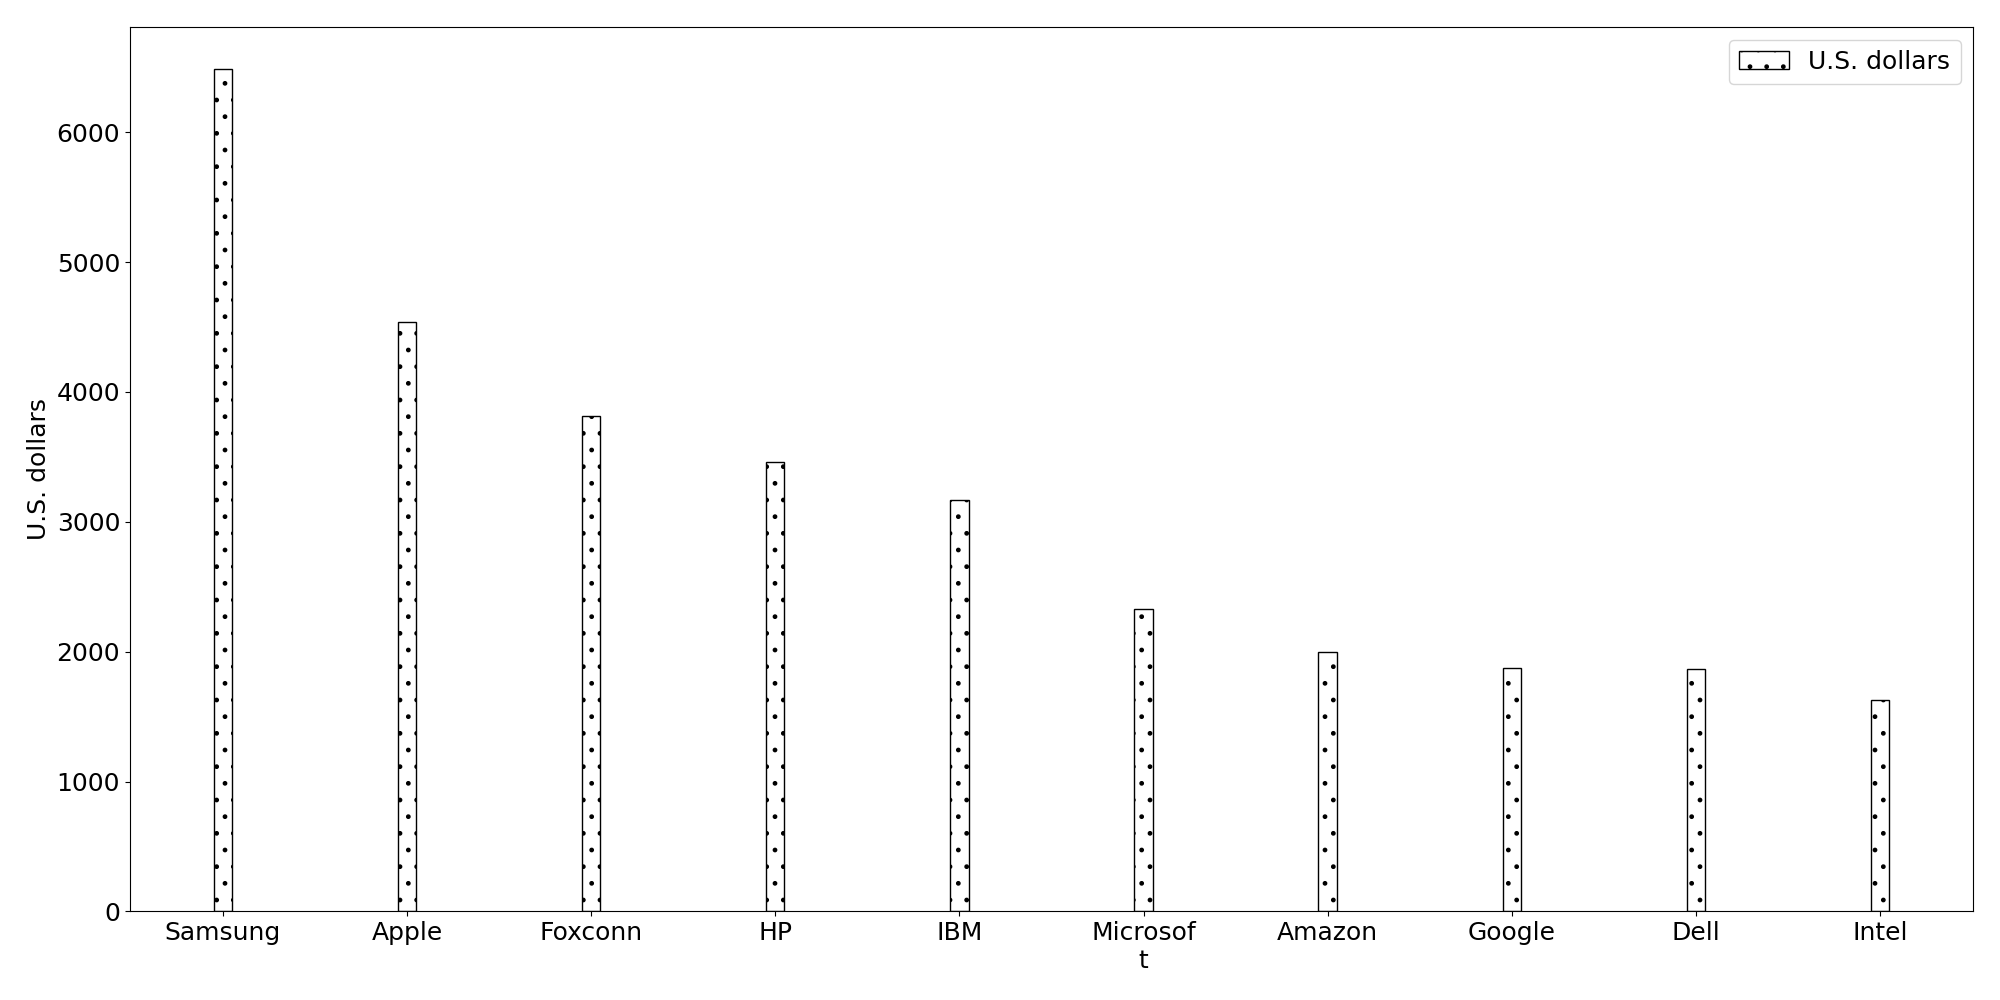 U.S. dollars
U.S. dollars
6000
5000
4000
3000
2000
1000
0
Samsung
Apple
Foxconn
HP
IBM
Microsof
t
Amazon
Google
Dell
Intel